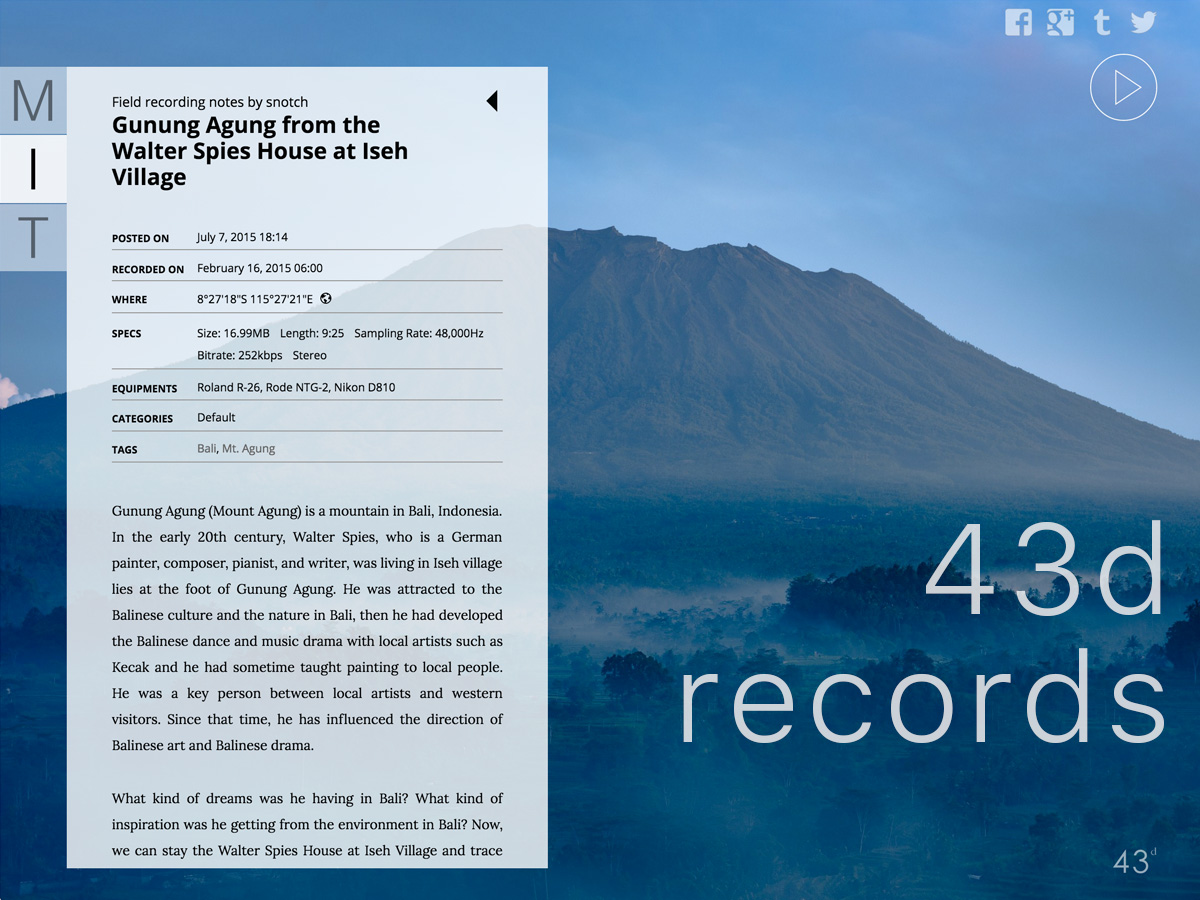 M
I
T
Field recording notes by snotch
Gunung Agung from the
Walter Spies House at Iseh
Village
POSTED ON July 7, 2015 18:14
RECORDED ON February 16, 2015 06:00
WHERE 8°27'18"S 115°27'21"E
SPECS Size: 16.99MB Length: 9:25 Sampling Rate: 48,000Hz
Bitrate: 252kbps Stereo
EQUIPMENTS Roland R-26, Rode NTG-2, Nikon D810
CATEGORIES Default
TAGS Bali, Mt. Agung
Gunung Agung (Mount Agung) is a mountain in Bali, Indonesia.
In the early 20th century, Walter Spies, who is a German
painter, composer, pianist, and writer, was living in Iseh village
lies at the foot of Gunung Agung. He was attracted to the
Balinese culture and the nature in Bali, then he had developed
the Balinese dance and music drama with local artists such as
Kecak and he had sometime taught painting to local people.
He was a key person between local artists and western
visitors. Since that time, he has influenced the direction of
Balinese art and Balinese drama.
What kind of dreams was he having in Bali? What kind of
inspiration was he getting from the environment in Bali? Now,
we can stay the Walter Spies House at Iseh Village and trace
43d
records
43d